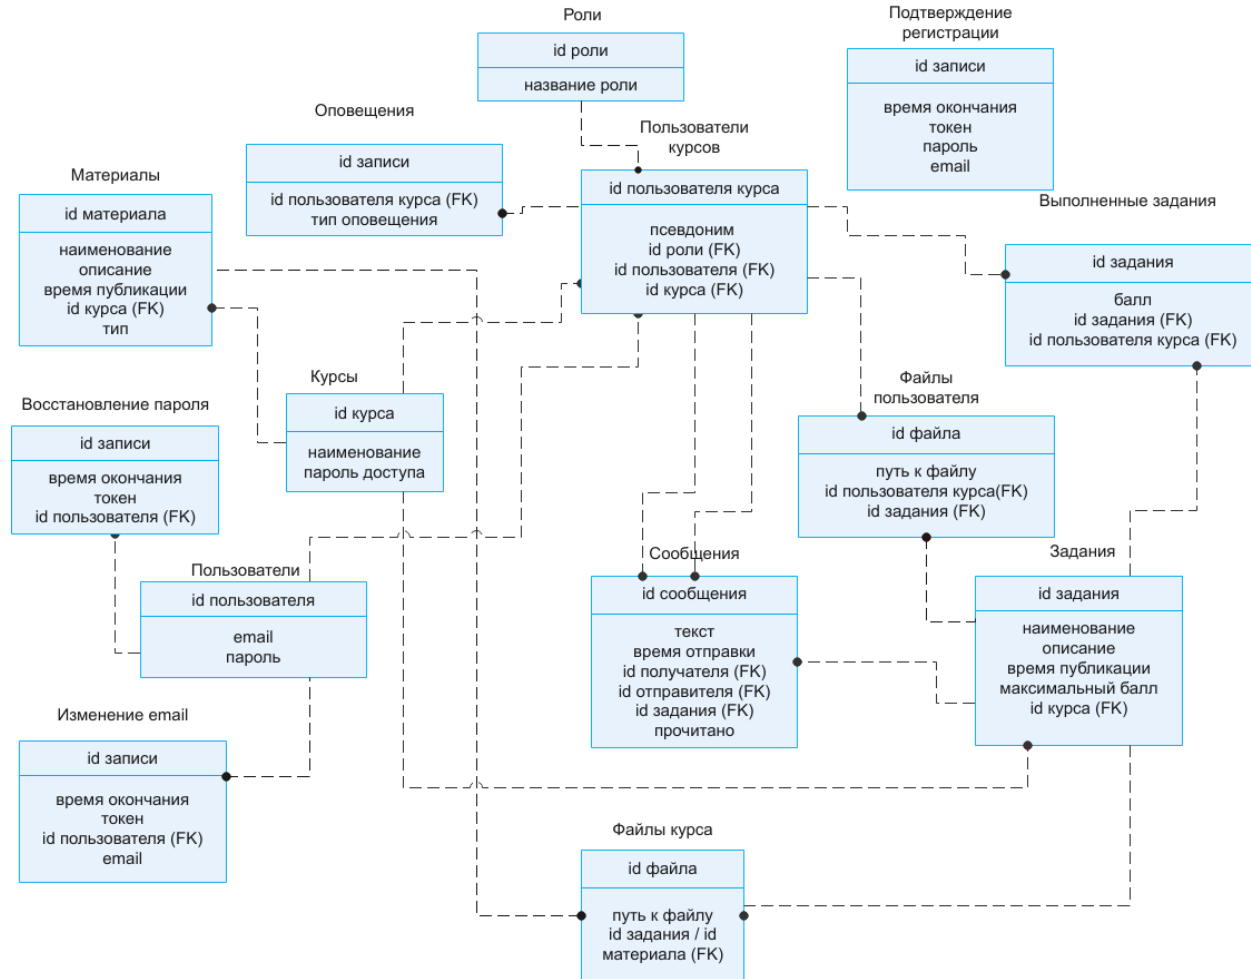 Роли
id роли
название роли
Подтверждение
регистрации
id записи
время окончания
токен
пароль
email
Оповещения
id записи
id пользователя курса (FK)
тип оповещения
Пользователи
курсов
id пользователя курса
псевдоним
id роли (FK)
id пользователя (FK)
id курса (FK)
Материалы
id материала
наименование
описание
время публикации
id курса (FK)
тип
Выполненные задания
id задания
балл
id задания (FK)
id пользователя курса (FK)
Курсы
id курса
наименование
пароль доступа
Файлы
пользователя
id файла
путь к файлу
id пользователя курса(FK)
id задания (FK)
Восстановление пароля
id записи
время окончания
токен
id пользователя (FK)
Пользователи
id пользователя
email
пароль
Сообщения
id сообщения
текст
время отправки
id получателя (FK)
id отправителя (FK)
id задания (FK)
прочитано
Задания
id задания
наименование
описание
время публикации
максимальный балл
id курса (FK)
Изменение email
id записи
время окончания
токен
id пользователя (FK)
email
Файлы курса
id файла
путь к файлу
id задания / id
материала (FK)